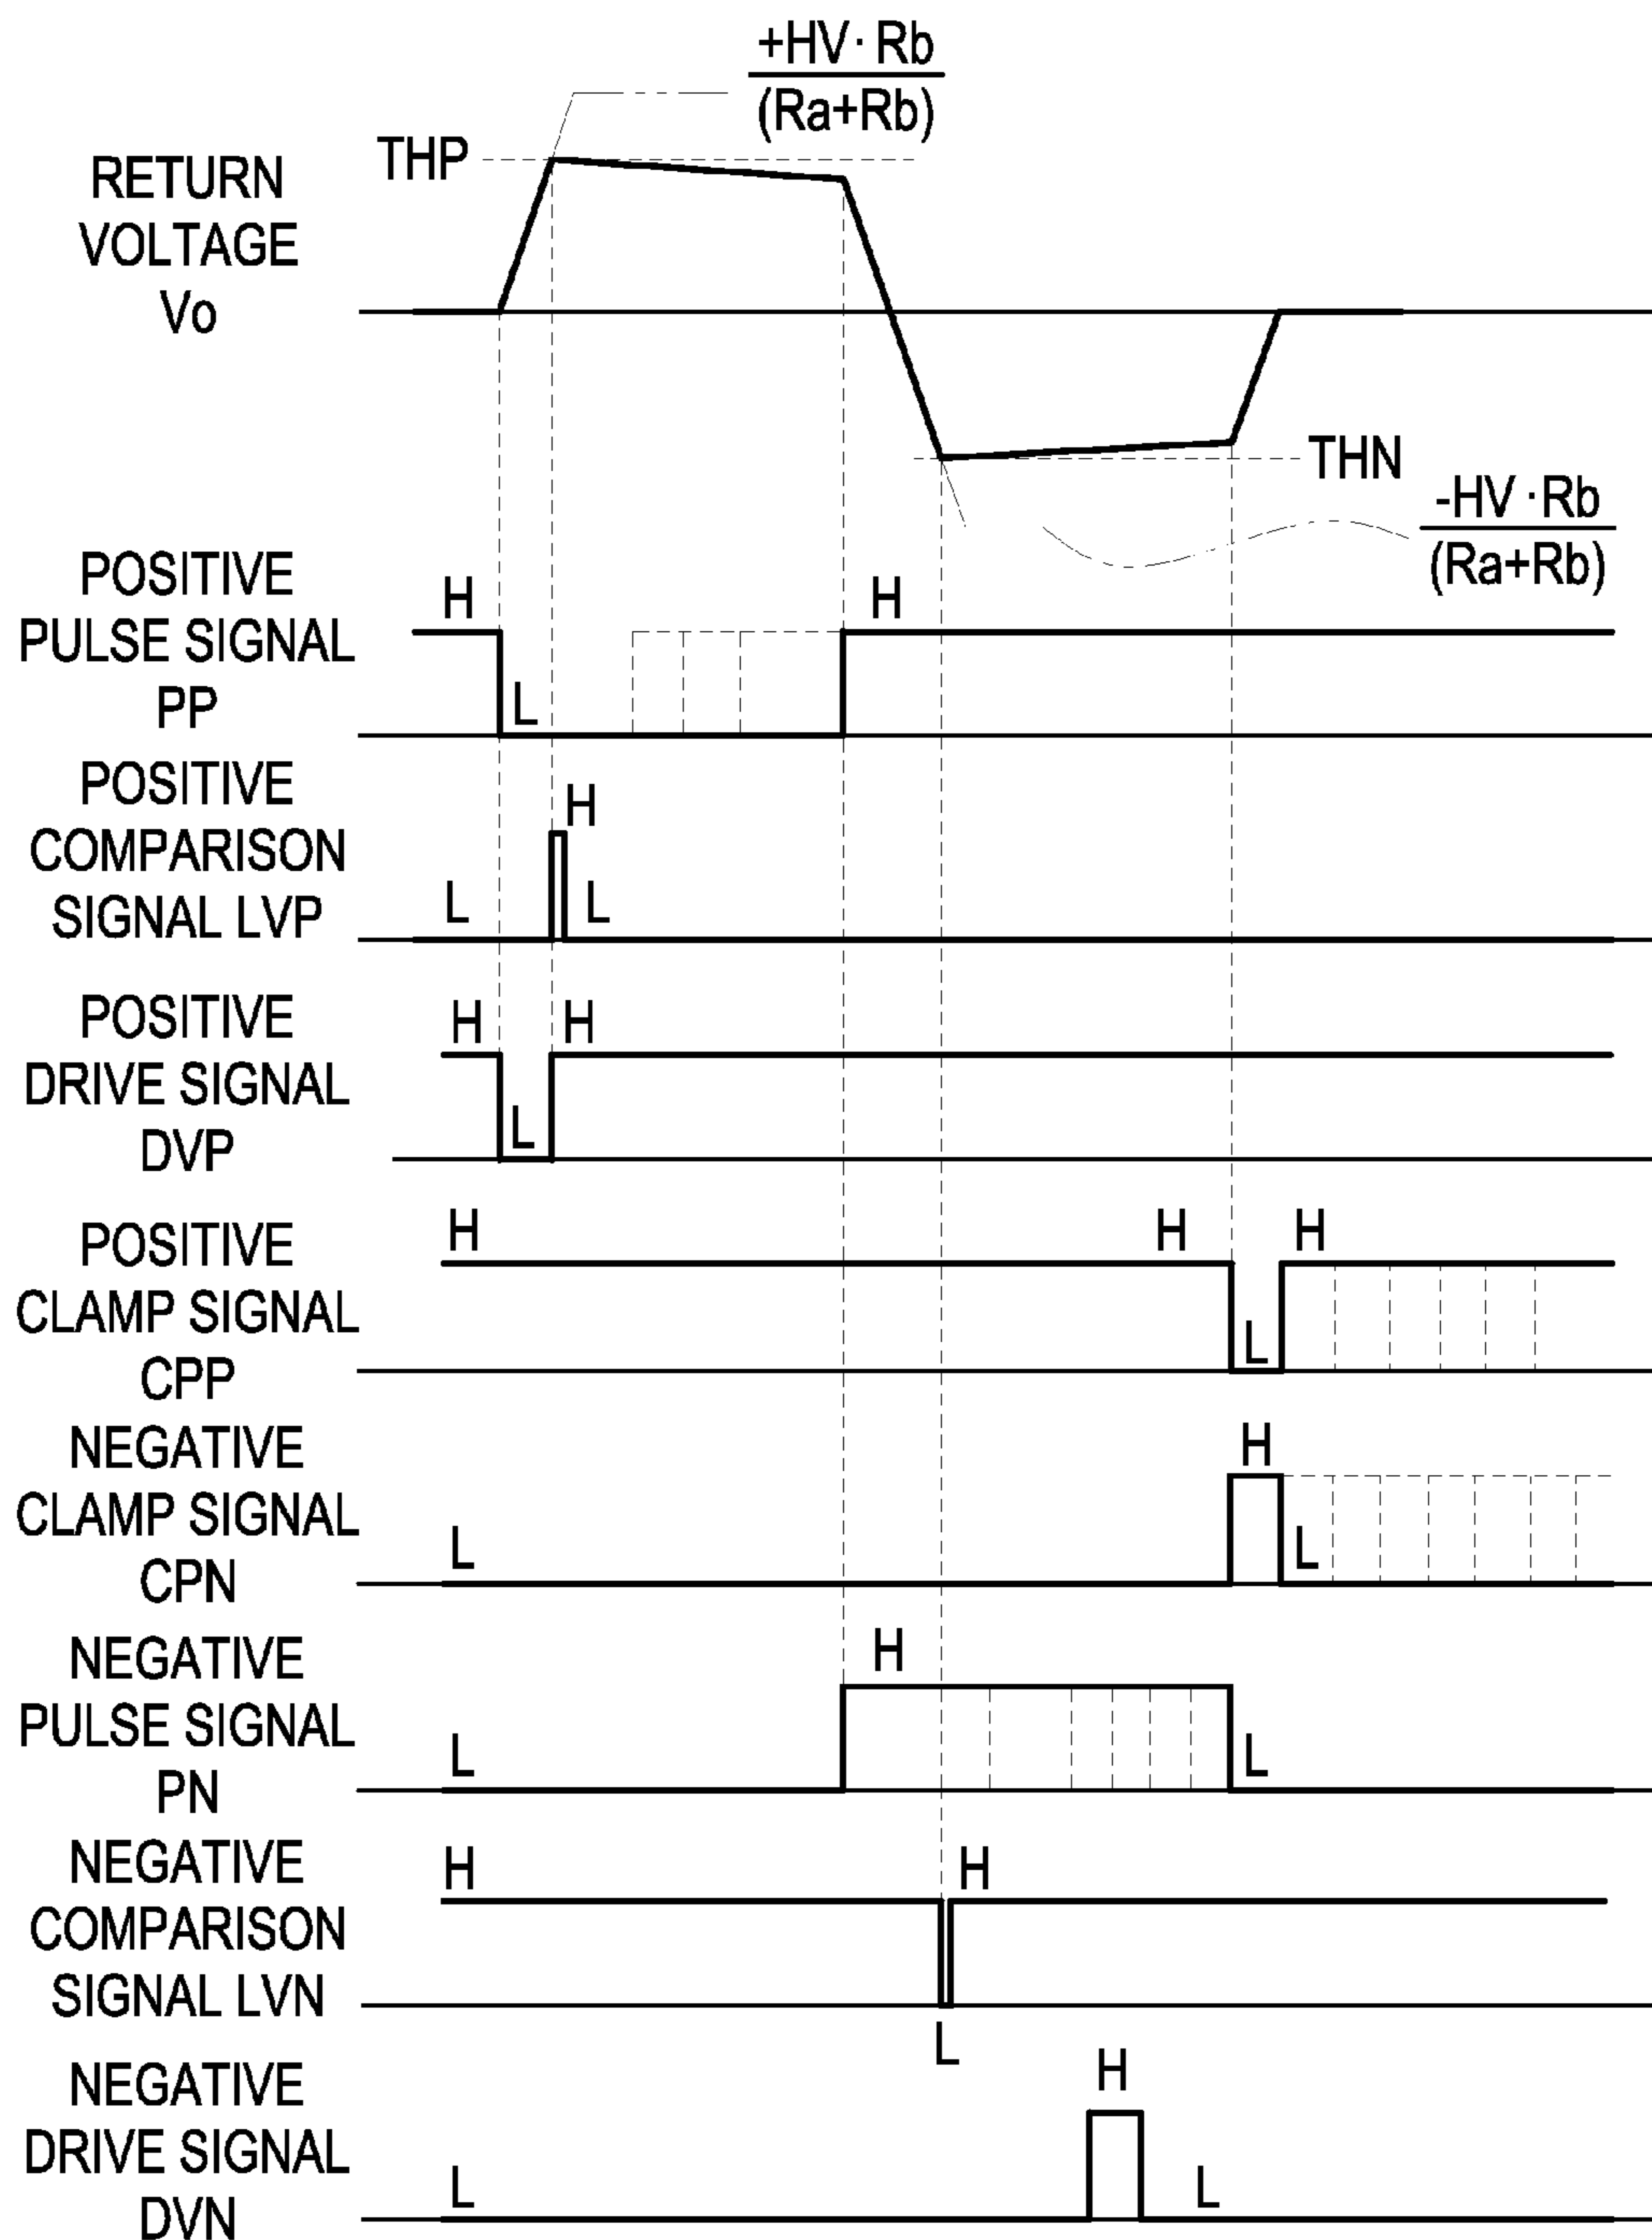 +HV · Rb
(Ra+Rb)
THP
RETURN
VOLTAGE
Vo
THN
-HV · Rb
(Ra+Rb)
POSITIVE
PULSE SIGNAL
PP
H
L
H
POSITIVE
COMPARISON
SIGNAL LVP
L
H
L
POSITIVE
DRIVE SIGNAL
DVP
H
L
H
POSITIVE
CLAMP SIGNAL
CPP
H
H
L
H
NEGATIVE
CLAMP SIGNAL
CPN
L
H
L
NEGATIVE
PULSE SIGNAL
PN
L
H
L
NEGATIVE
COMPARISON
SIGNAL LVN
H
L
H
NEGATIVE
DRIVE SIGNAL
DVN
L
H
L